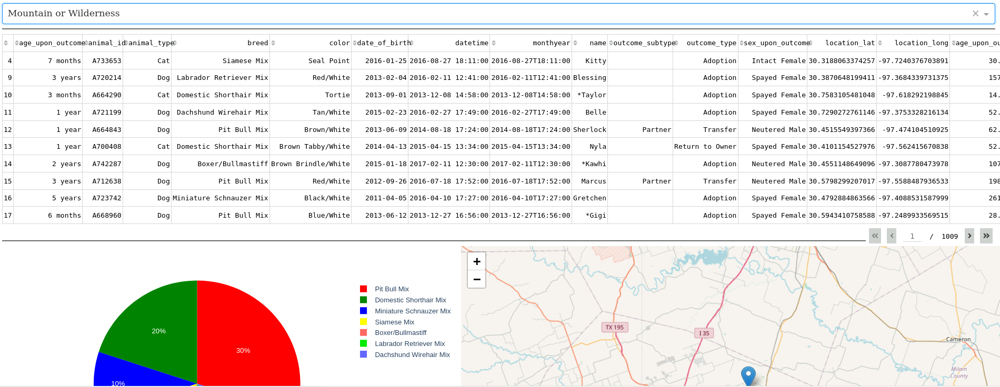 Mountain or Wilderness
age_upon_outcome animal_id animal_type breed color date_of_birth datetime monthyear name outcome_subtype outcome_type sex_upon_outcome location_lat location_long age_upon_ou
4 7 months A733653 Cat Siamese Mix Seal Point 2016-01-25 2016-08-27 18:11:00 2016-08-27T18:11:00 Kitty Adoption Intact Female 30.3188063374257 -97.7240376703891 30.
9 3 years A720214 Dog Labrador Retriever Mix Red/White 2013-02-04 2016-02-11 12:41:00 2016-02-11T12:41:00 Blessing Adoption Spayed Female 30.3870648199411 -97.3684339731375 157
10 3 months A664290 Cat Domestic Shorthair Mix Tortie 2013-09-01 2013-12-08 14:58:00 2013-12-08T14:58:00 *Taylor Adoption Spayed Female 30.7583105481048 -97.618292198845 14.
11 1 year A721199 Dog Dachshund Wirehair Mix Tan/White 2015-02-23 2016-02-27 17:49:00 2016-02-27T17:49:00 Belle Adoption Spayed Female 30.7290272761146 -97.3753328216134 52.
12 1 year A664843 Dog Pit Bull Mix Brown/White 2013-06-09 2014-08-18 17:24:00 2014-08-18T17:24:00 Sherlock Partner Transfer Neutered Male 30.4515549397366 -97.474104510925 62.
13 1 year A700408 Cat Domestic Shorthair Mix Brown Tabby/White 2014-04-13 2015-04-15 13:34:00 2015-04-15T13:34:00 Nyla Return to Owner Spayed Female 30.4101154527976 -97.562415670838 52.
14 2 years A742287 Dog Boxer/Bullmastiff Brown Brindle/White 2015-01-18 2017-02-11 12:30:00 2017-02-11T12:30:00 *Kawhi Adoption Neutered Male 30.4551148649096 -97.3087780473978 107
15 3 years A712638 Dog Pit Bull Mix Red/White 2012-09-26 2016-07-18 17:52:00 2016-07-18T17:52:00 Marcus Partner Transfer Neutered Male 30.5798299207017 -97.5588487936533 198
16 5 years A723742 Dog Miniature Schnauzer Mix Black/White 2011-04-05 2016-04-10 17:27:00 2016-04-10T17:27:00 Gretchen Adoption Spayed Female 30.4792884863566 -97.4088531587999 261
17 6 months A668960 Dog Pit Bull Mix Blue/White 2013-06-12 2013-12-27 16:56:00 2013-12-27T16:56:00 *Gigi Adoption Spayed Female 30.5943410758588 -97.2489933569515 28.
1 / 1009
20%
30%
10%
Pit Bull Mix
Domestic Shorthair Mix
Miniature Schnauzer Mix
Siamese Mix
Boxer/Bullmastiff
Labrador Retriever Mix
Dachshund Wirehair Mix
+
−
TX 195
I 35
Cameron
Milam
County